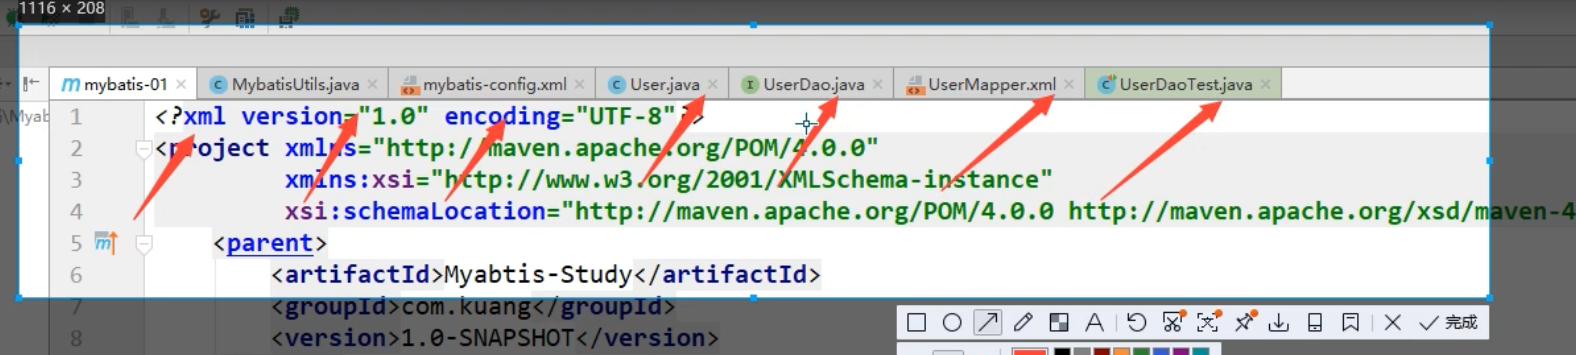 1116 × 208
mybatis-01 MybatisUtils.java mybatis-config.xml User.java UserDao.java UserMapper.xml UserDaoTest.java
\Myab
1 <?xml version="1.0" encoding="UTF-8"?>
2 <project xmlns="http://maven.apache.org/POM/4.0.0"
3 xmlns:xsi="http://www.w3.org/2001/XMLSchema-instance"
4 xsi:schemaLocation="http://maven.apache.org/POM/4.0.0 http://maven.apache.org/xsd/maven-4
5 <parent>
6 <artifactId>Myabtis-Study</artifactId>
7 <groupId>com.kuang</groupId>
8 <version>1.0-SNAPSHOT</version>
完成